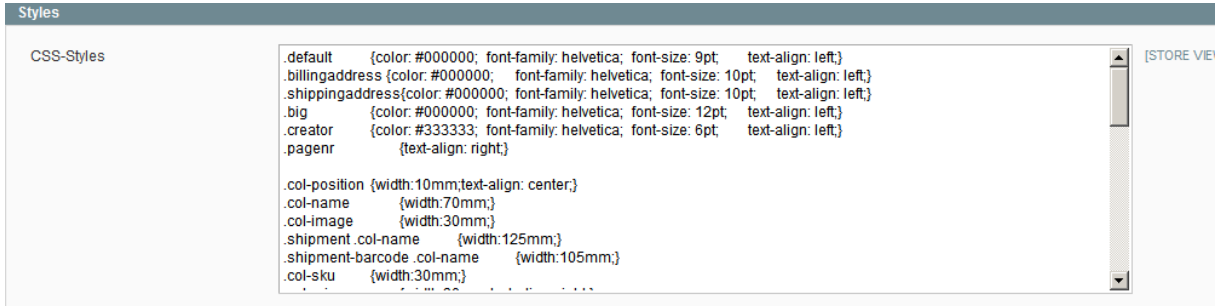 Styles
CSS-Styles
.default {color: #000000; font-family: helvetica; font-size: 9pt; text-align: left;}
.billingaddress {color: #000000; font-family: helvetica; font-size: 10pt; text-align: left;}
.shippingaddress{color: #000000; font-family: helvetica; font-size: 10pt; text-align: left;}
.big {color: #000000; font-family: helvetica; font-size: 12pt; text-align: left;}
.creator {color: #333333; font-family: helvetica; font-size: 6pt; text-align: left;}
.pagenr {text-align: right;}
.col-position {width:10mm;text-align: center;}
.col-name {width:70mm;}
.col-image {width:30mm;}
.shipment .col-name {width:125mm;}
.shipment-barcode .col-name {width:105mm;}
.col-sku {width:30mm;}
[STORE VIE